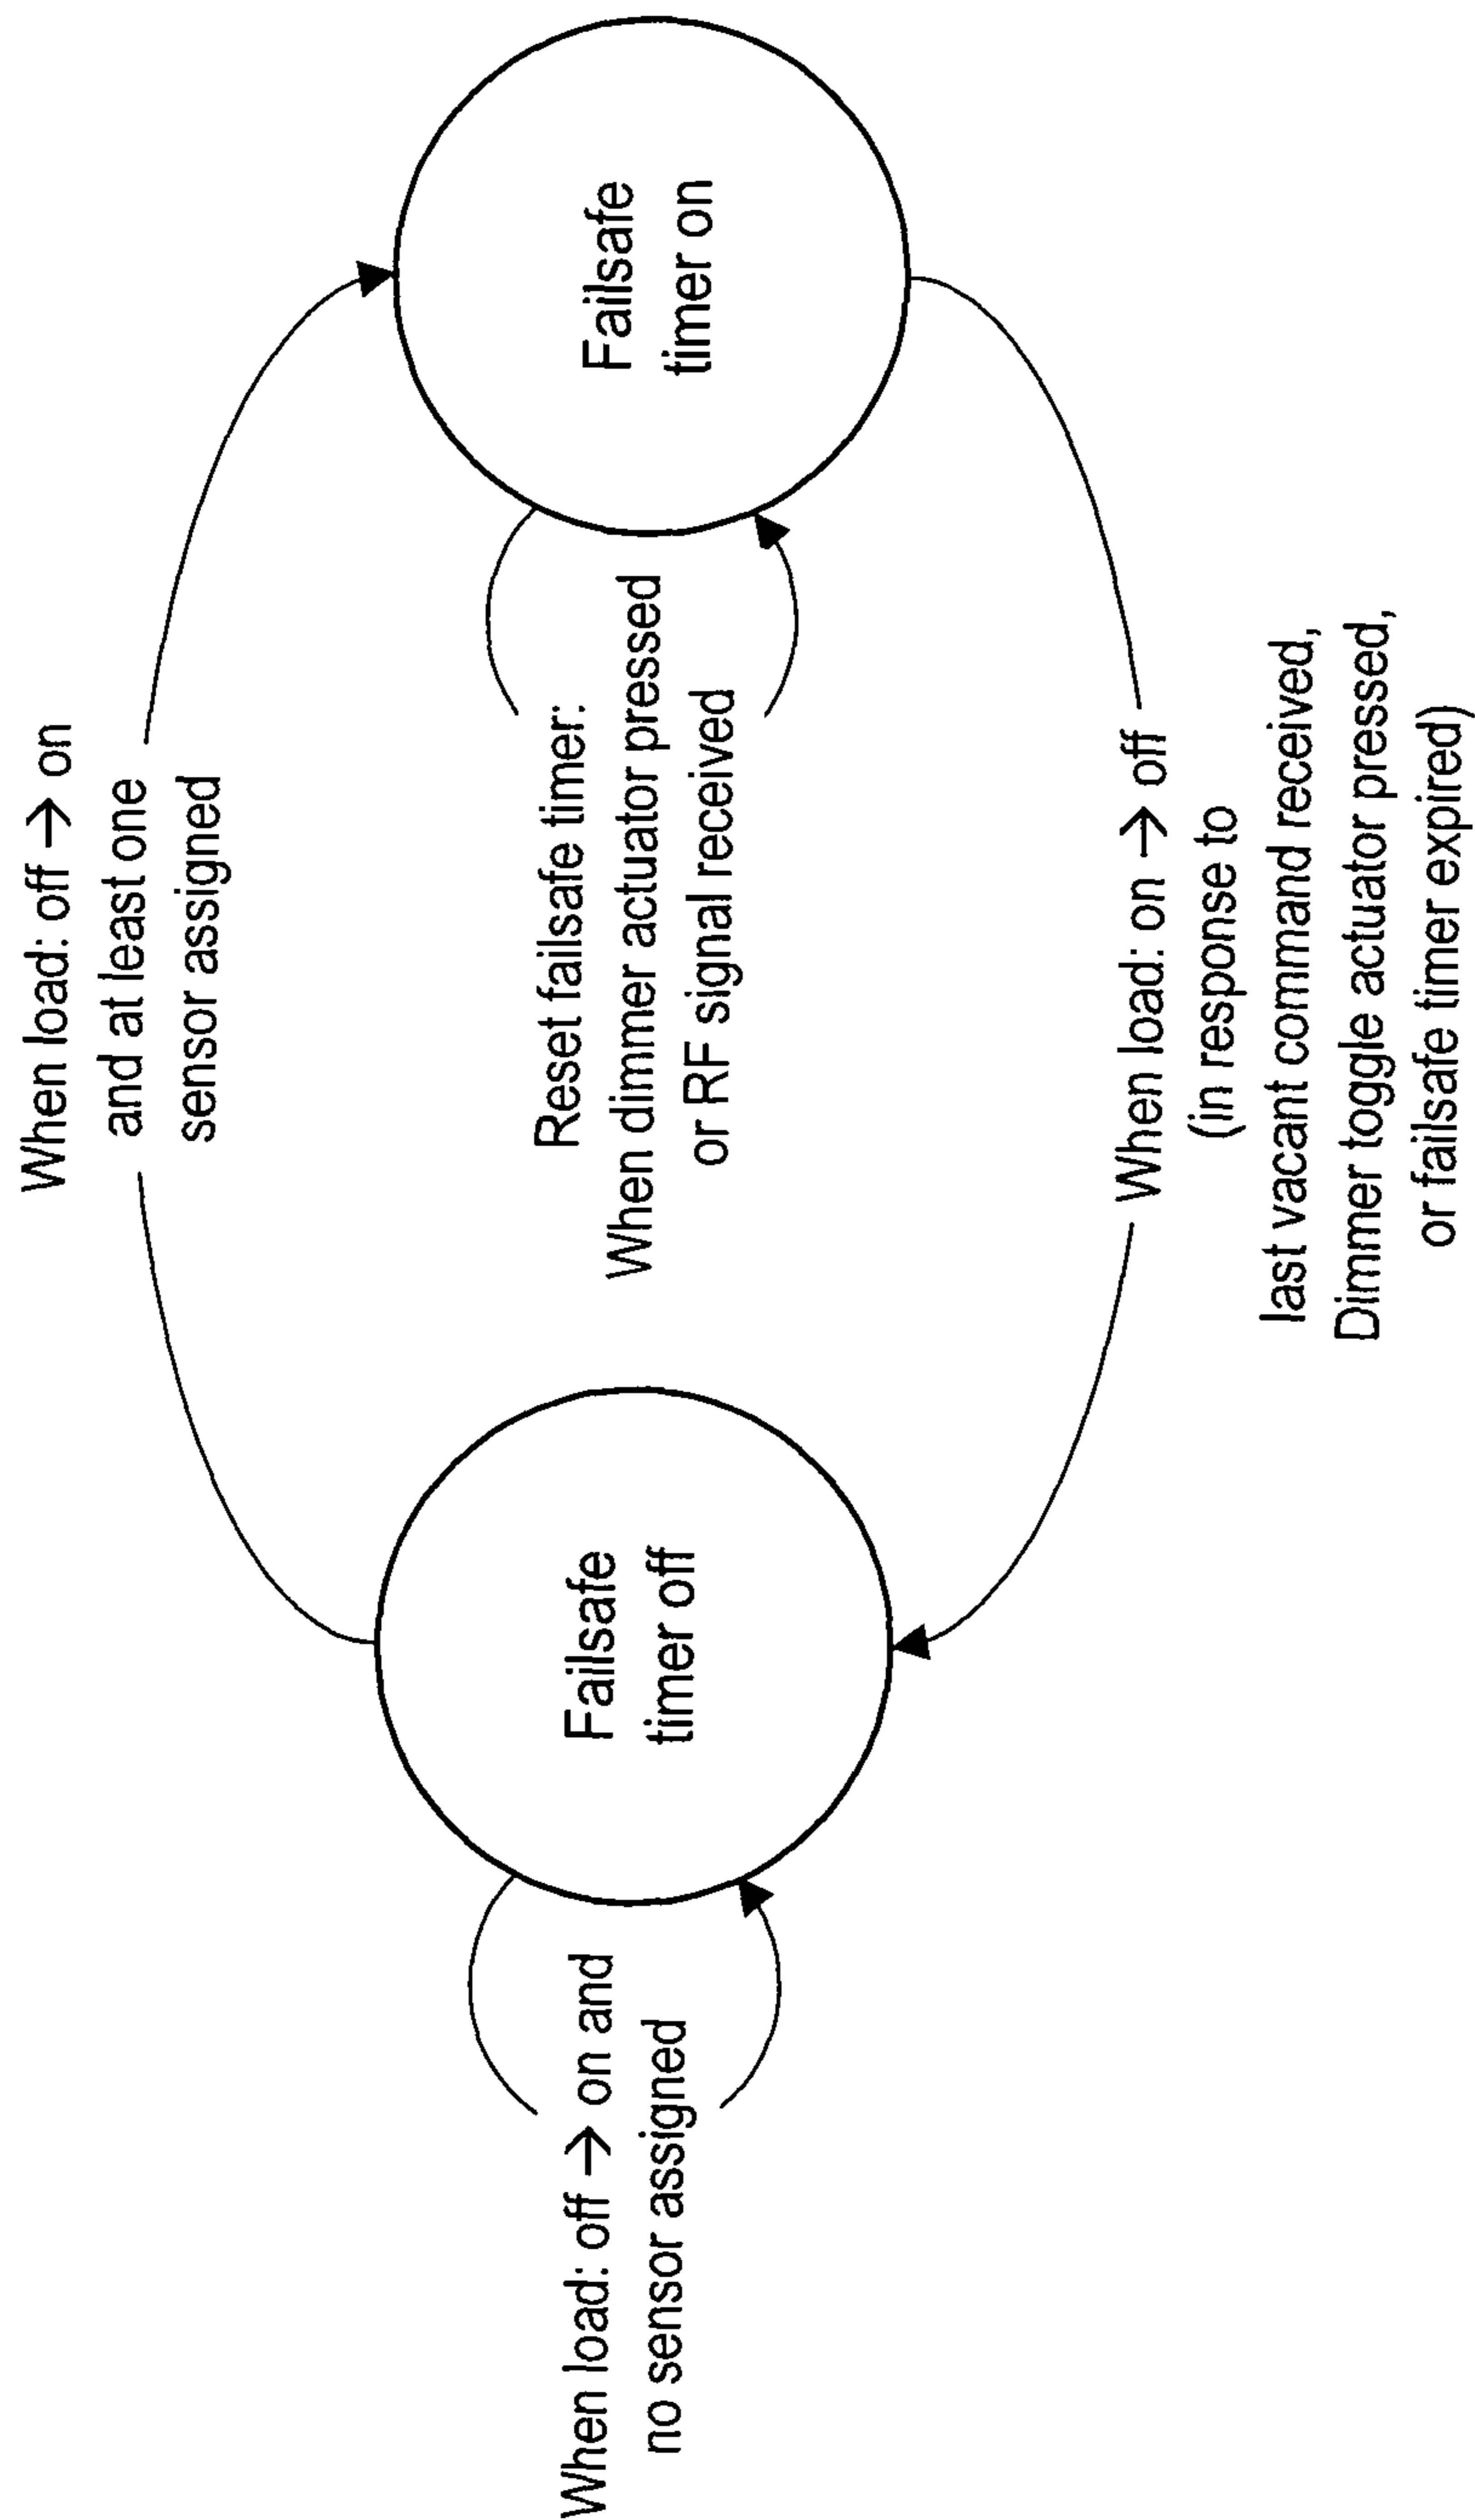 When load: off → on
and at least one
sensor assigned
When load: off → on and
no sensor assigned
Failsafe
timer off
Reset failsafe timer:
When dimmer actuator pressed
or RF signal received
Failsafe
timer on
When load: on → off
(in response to
last vacant command received,
Dimmer toggle actuator pressed,
or failsafe timer expired)